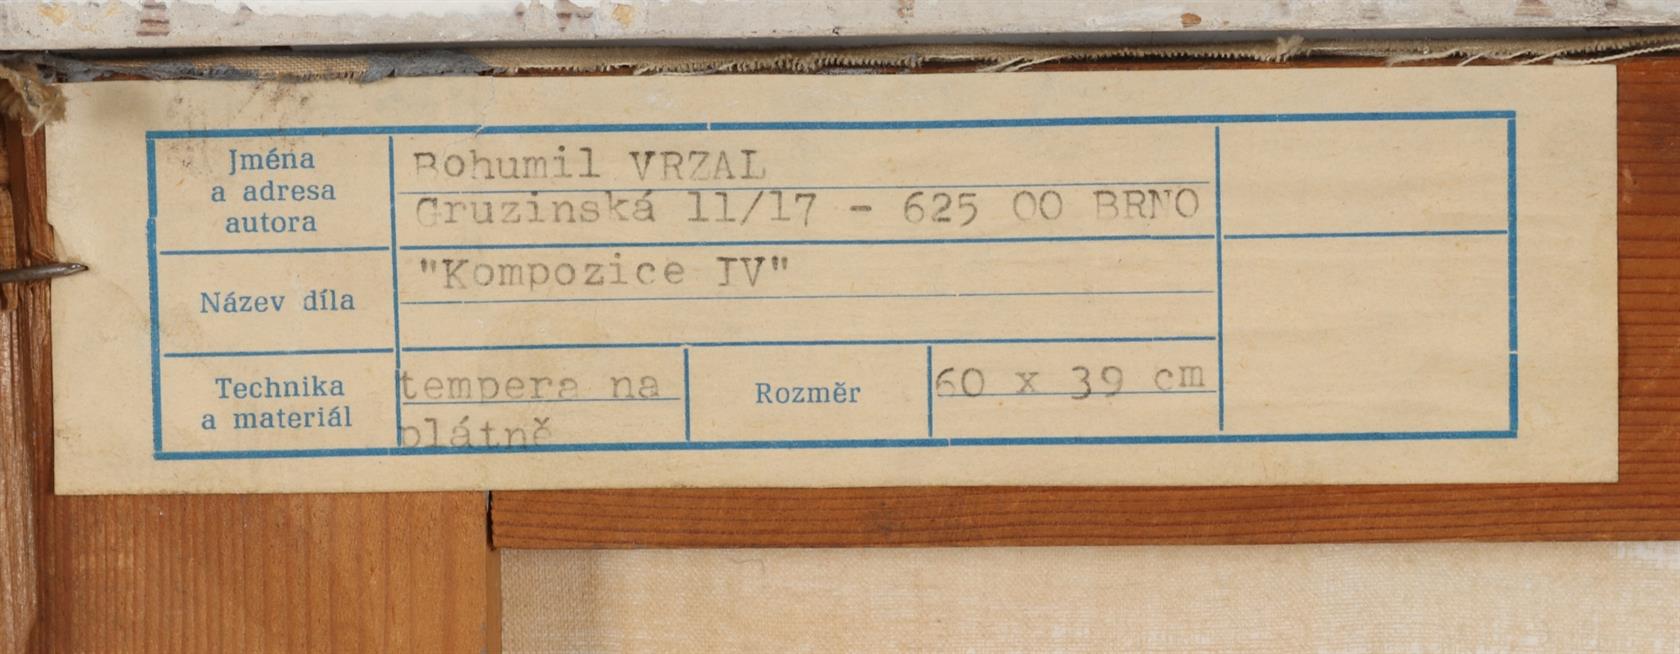 Jména
a adresa
autora
Bohumil VRZAL
Gruzinská 11/17 - 625 00 BRNO
Název díla
"Kompozice IV"
Technika
a materiál
tempera na
plátně
Rozměr
60 x 39 cm